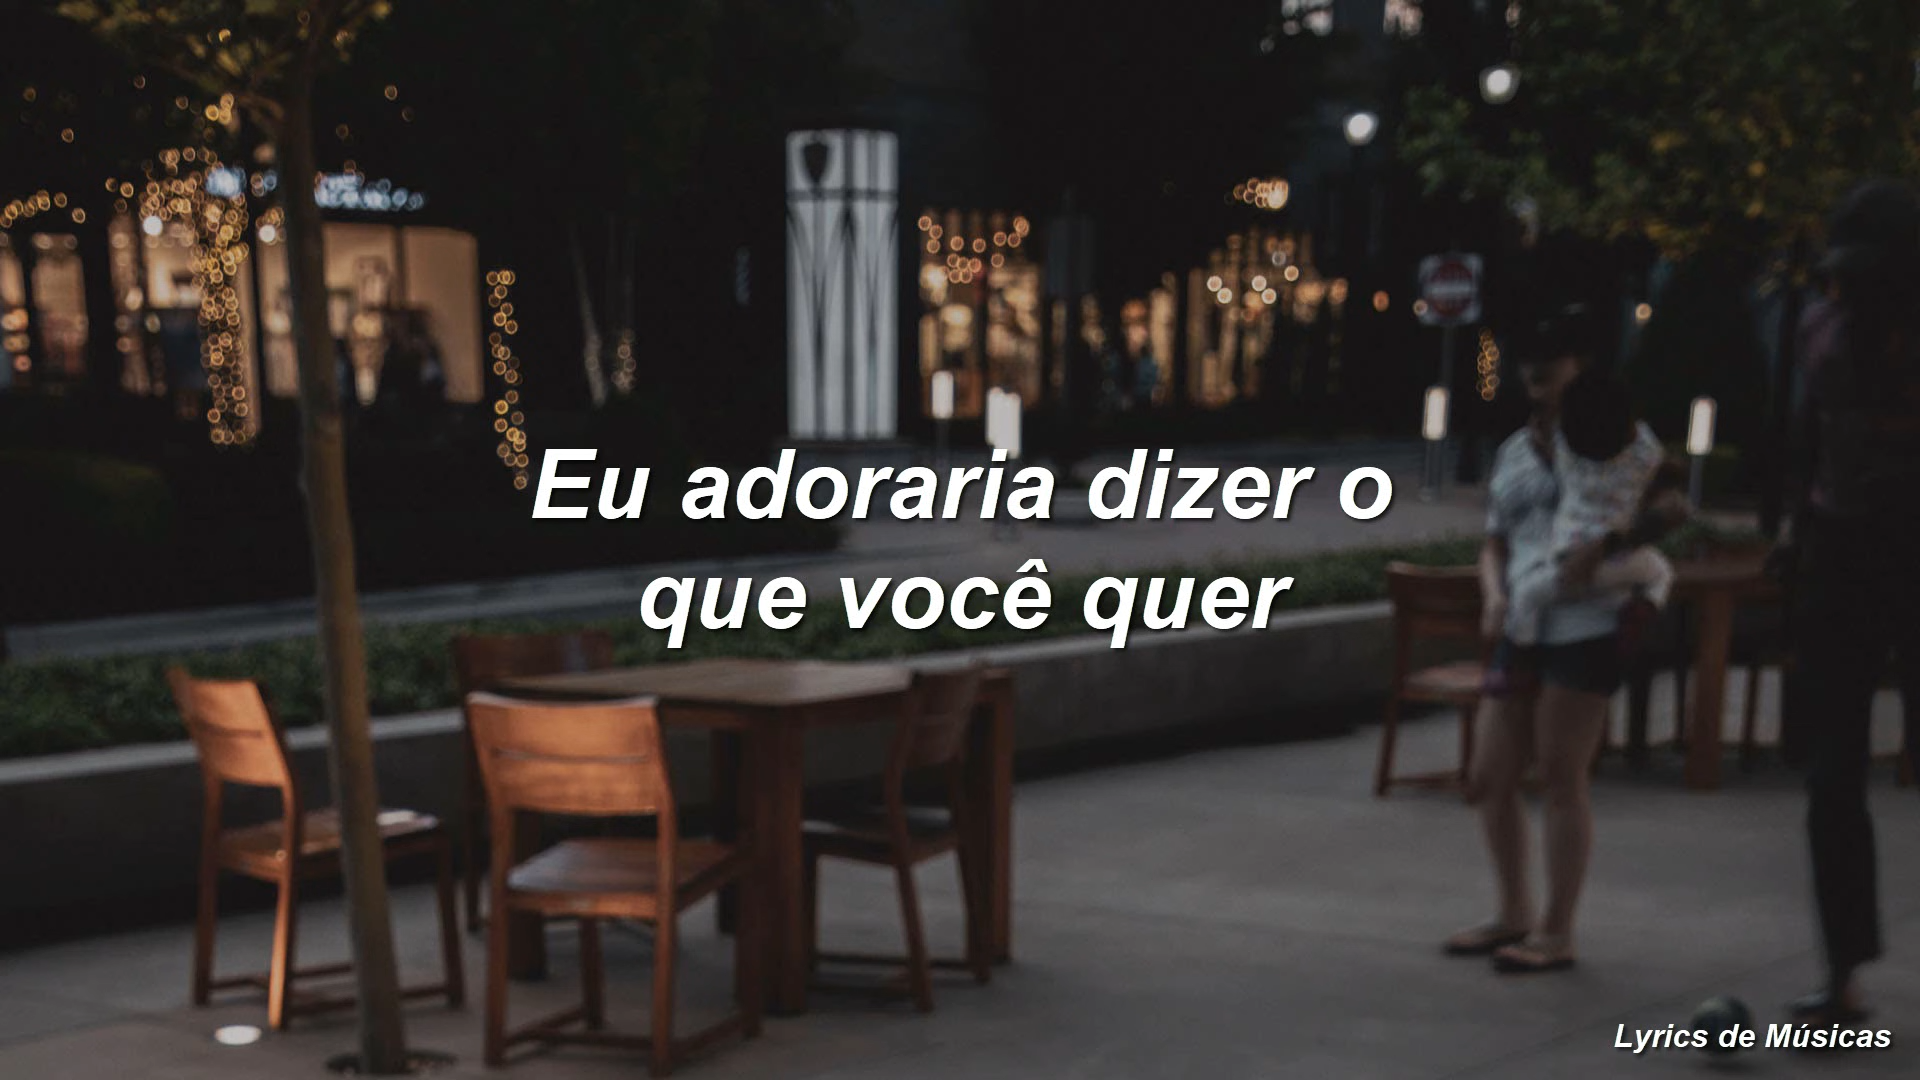 Eu adoraria dizer o
que você quer
Lyrics de Músicas